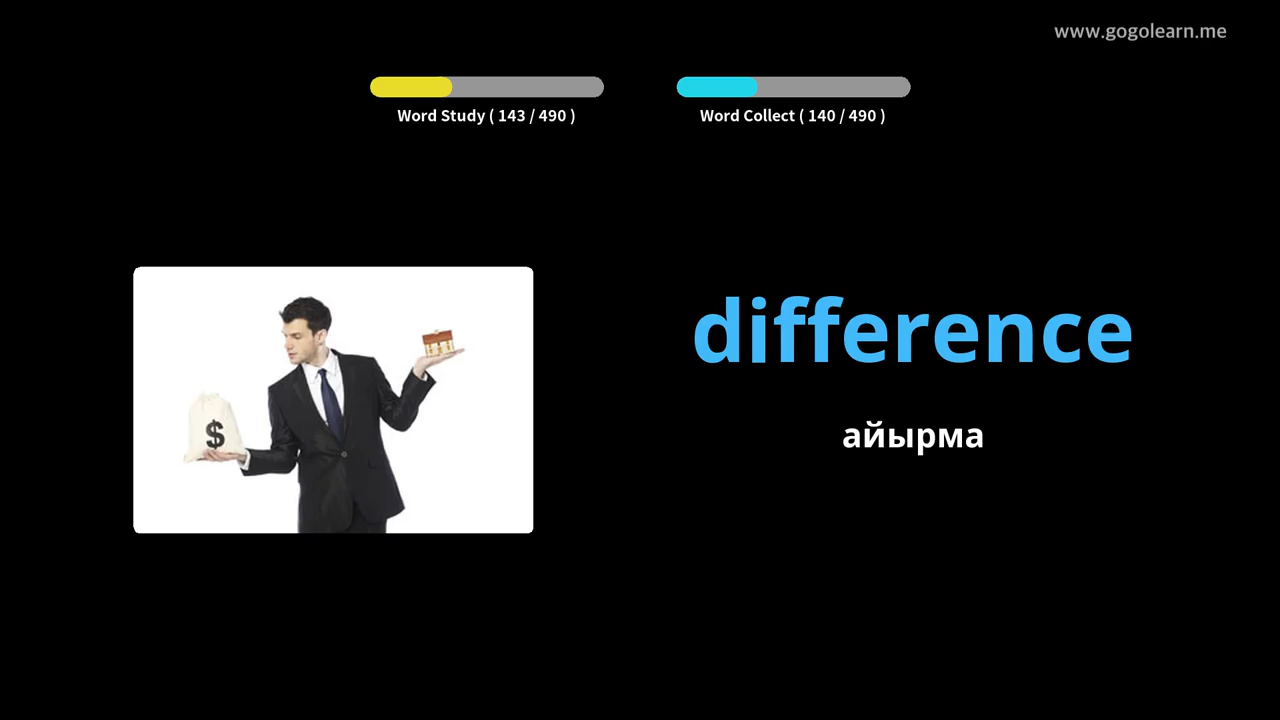 www.gogolearn.me
Word Study ( 143 / 490 )
Word Collect ( 140 / 490 )
$
difference
айырма